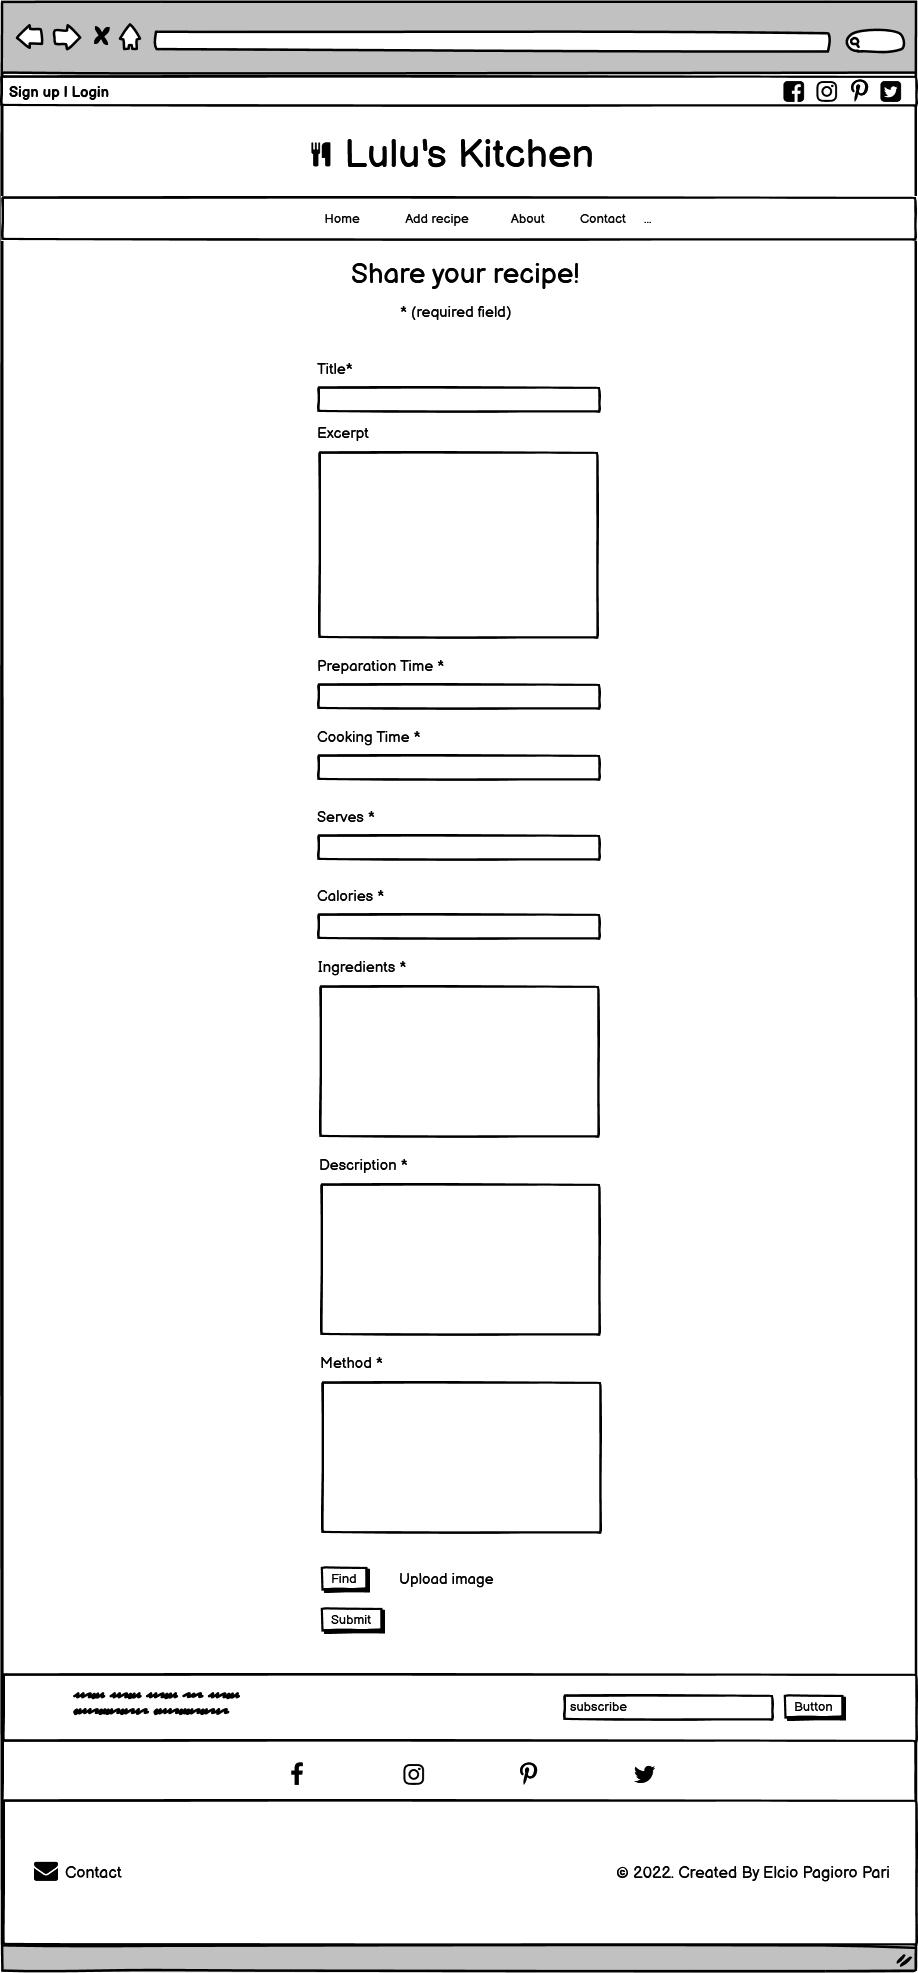 Sign up | Login
Lulu's Kitchen
Home Add recipe About Contact ...
Share your recipe!
* (required field)
Title*
Excerpt
Preparation Time *
Cooking Time *
Serves *
Calories *
Ingredients *
Description *
Method *
Find Upload image
Submit
subscribe Button
Contact © 2022. Created By Elcio Pagioro Pari